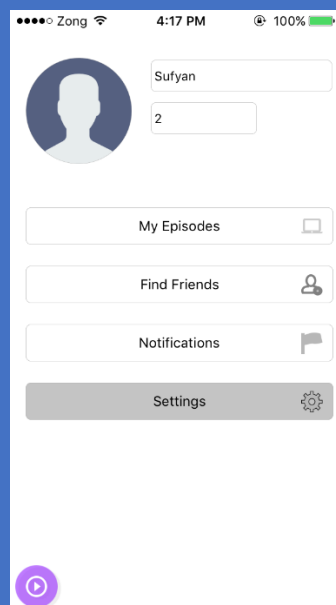 Zong 4:17 PM 100%
Sufyan
2
My Episodes
Find Friends
Notifications
Settings